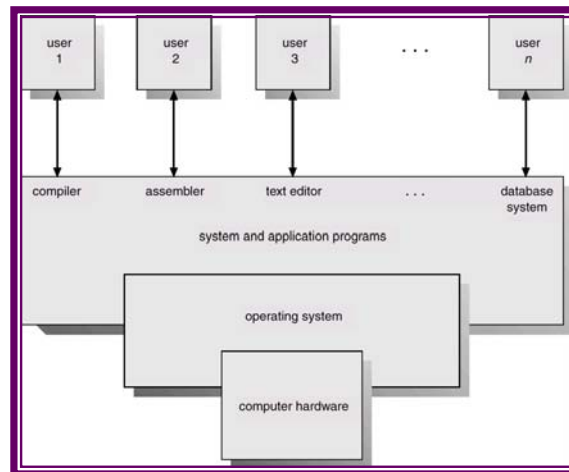 user
1
user
2
user
3
. . .
user
n
compiler
assembler
text editor
. . .
database
system
system and application programs
operating system
computer hardware